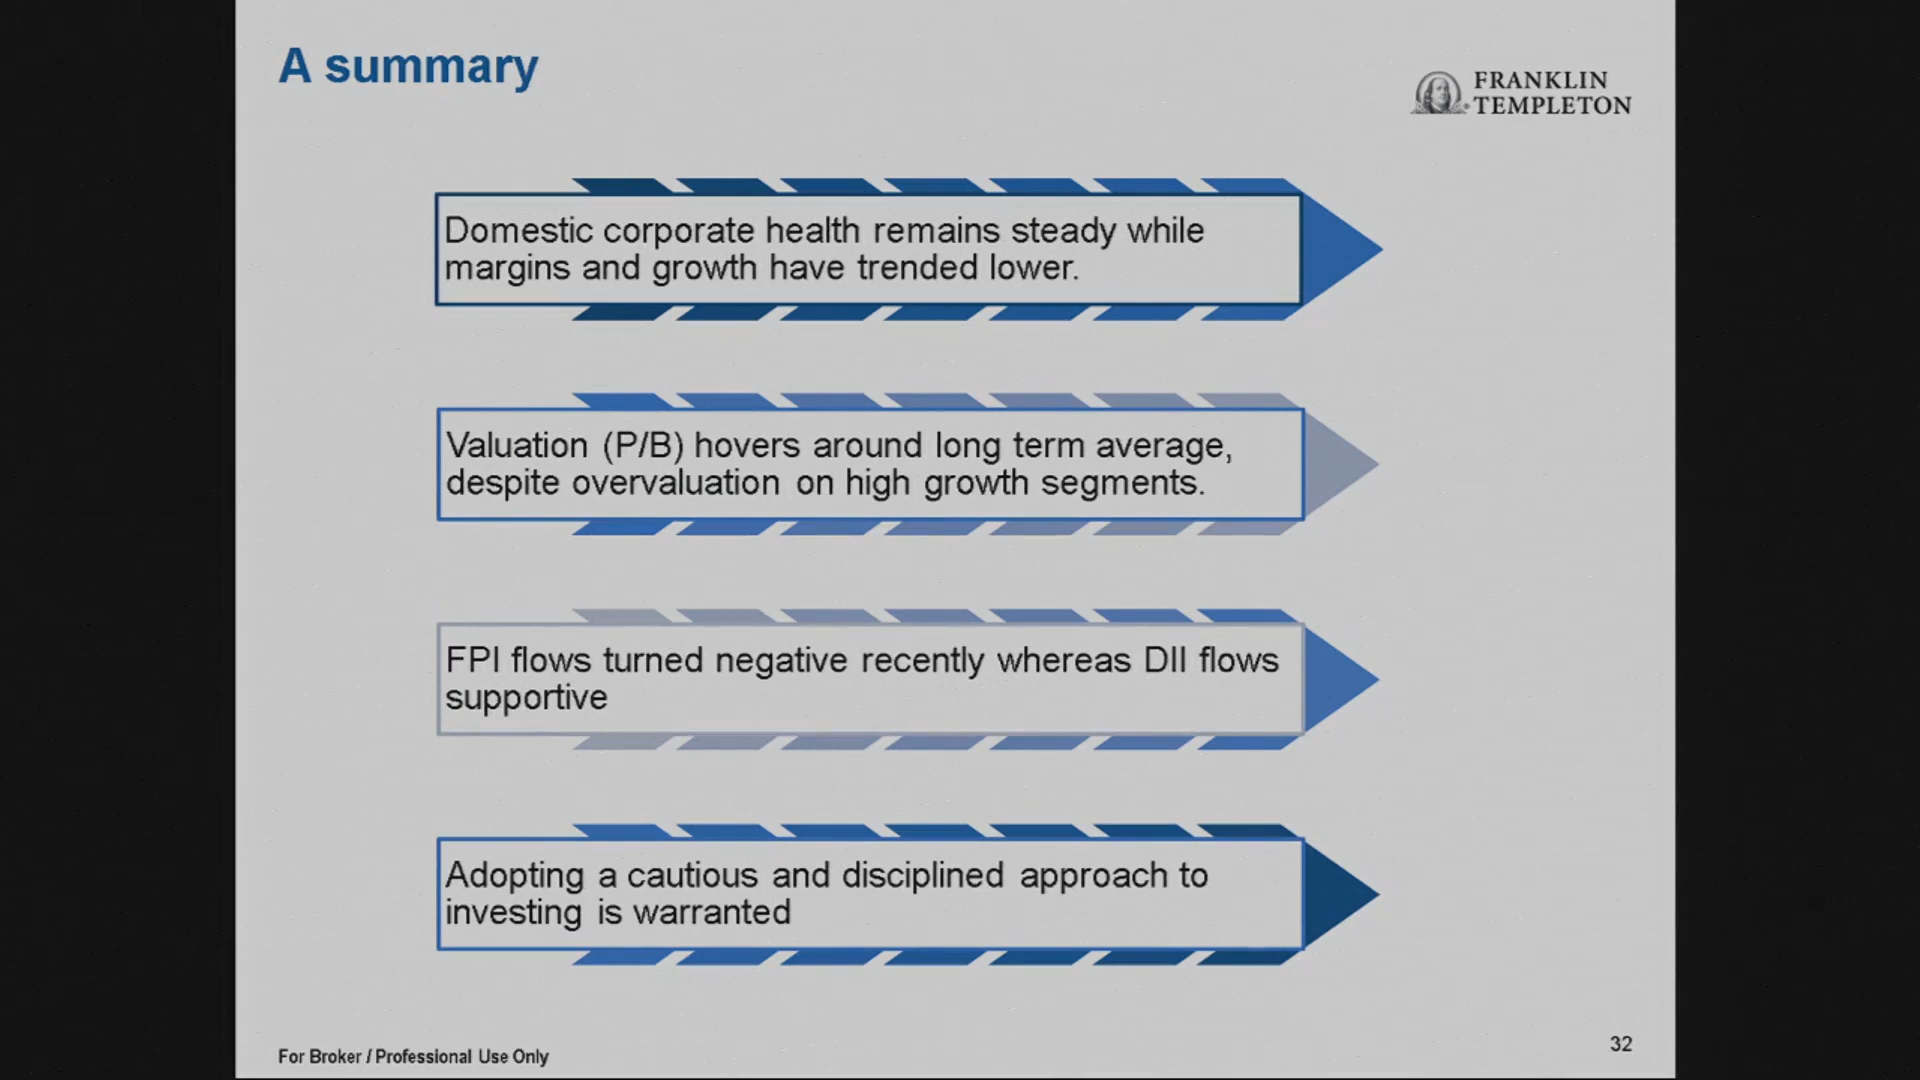 A summary
FRANKLIN
TEMPLETON
Domestic corporate health remains steady while
margins and growth have trended lower.
Valuation (P/B) hovers around long term average,
despite overvaluation on high growth segments.
FPI flows turned negative recently whereas DII flows
supportive
Adopting a cautious and disciplined approach to
investing is warranted
For Broker / Professional Use Only
32